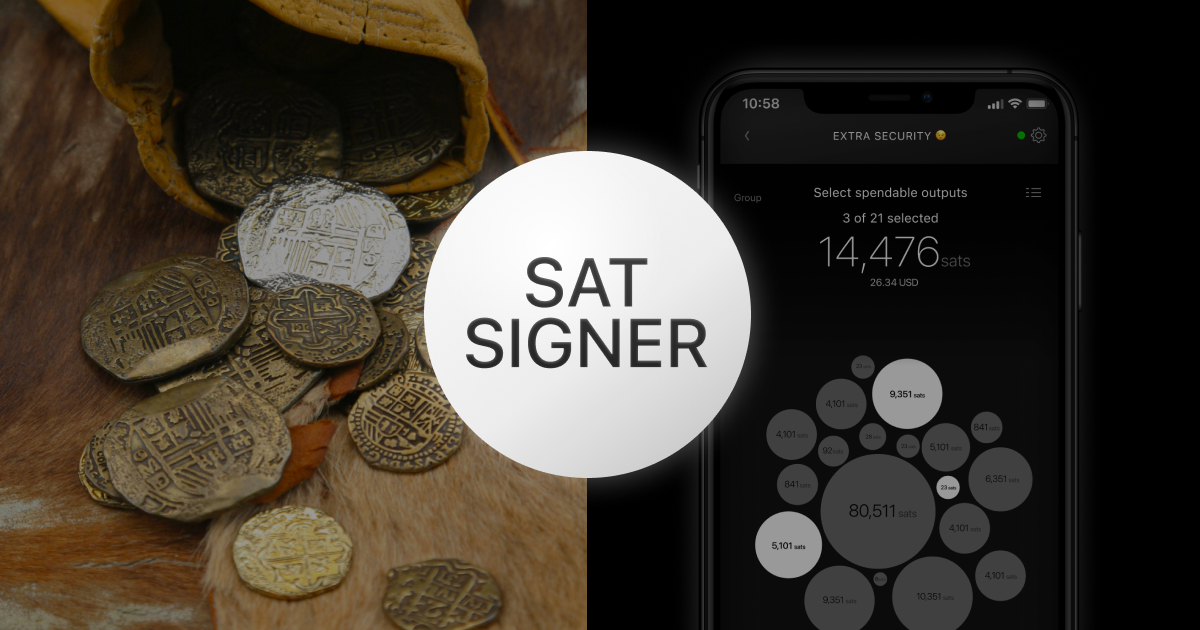 SAT
SIGNER
10:58
EXTRA SECURITY 😣
Group
Select spendable outputs
3 of 21 selected
14,476 sats
26.34 USD
9,351 sats
4,101 sats
4,101 sats
841 sats
92 sats
5,101 sats
841 sats
6,351 sats
23 sats
80,511 sats
4,101 sats
5,101 sats
4,101 sats
9,351 sats
10,351 sats